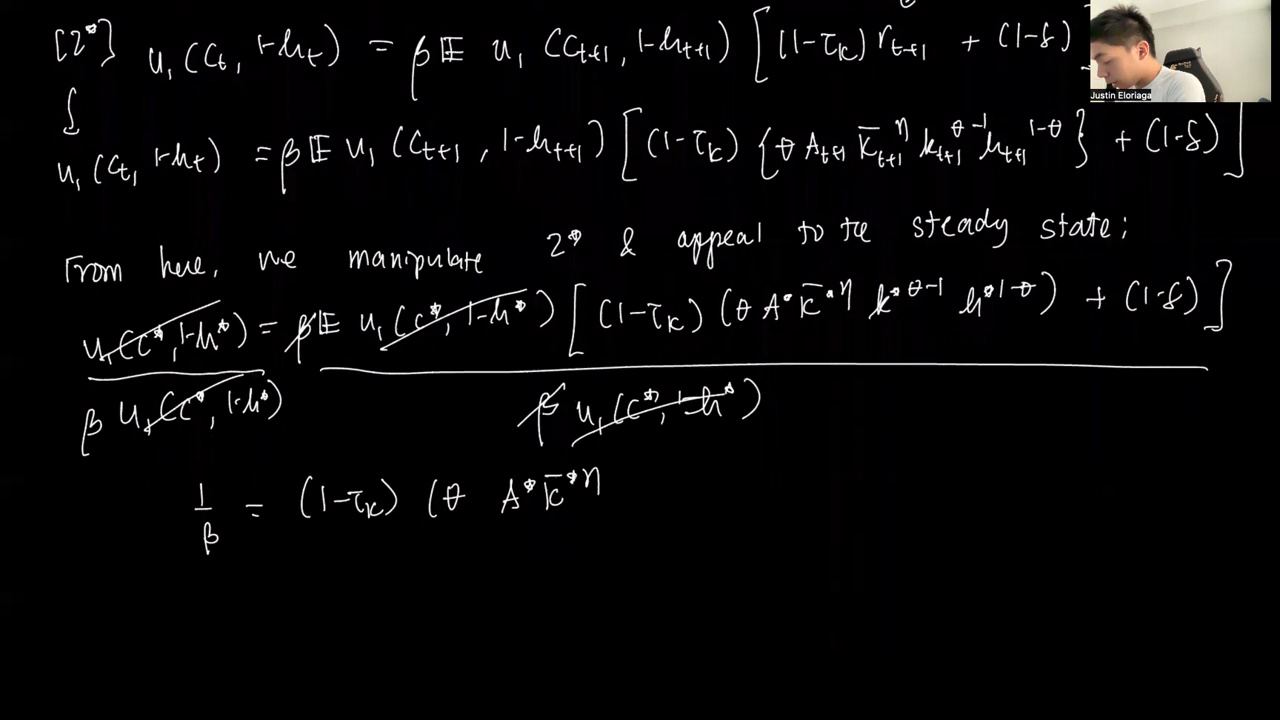 [2*] u₁(Cₜ, 1-hₜ) = β𝔼 u₁(Cₜ₊₁, 1-hₜ₊₁) [(1-τₖ) rₜ₊₁ + (1-δ)
Justin Eloriaga
u₁(Cₜ, 1-hₜ) = β𝔼 u₁(Cₜ₊₁, 1-hₜ₊₁) [(1-τₖ) {θ Aₜ₊₁ K̄ₜ₊₁^η kₜ₊₁^θ-1 hₜ₊₁^1-θ} + (1-δ)]
From here, we manipulate 2* & appeal to the steady state:
u₁(C*, 1-h*) = β𝔼 u₁(C*, 1-h*) [(1-τₖ) (θ A* K̄*^η k*^θ-1 h*^1-θ) + (1-δ)]
β u₁(C*, 1-h*) β u₁(C*, 1-h*)
1/β = (1-τₖ) (θ A* K̄*^η